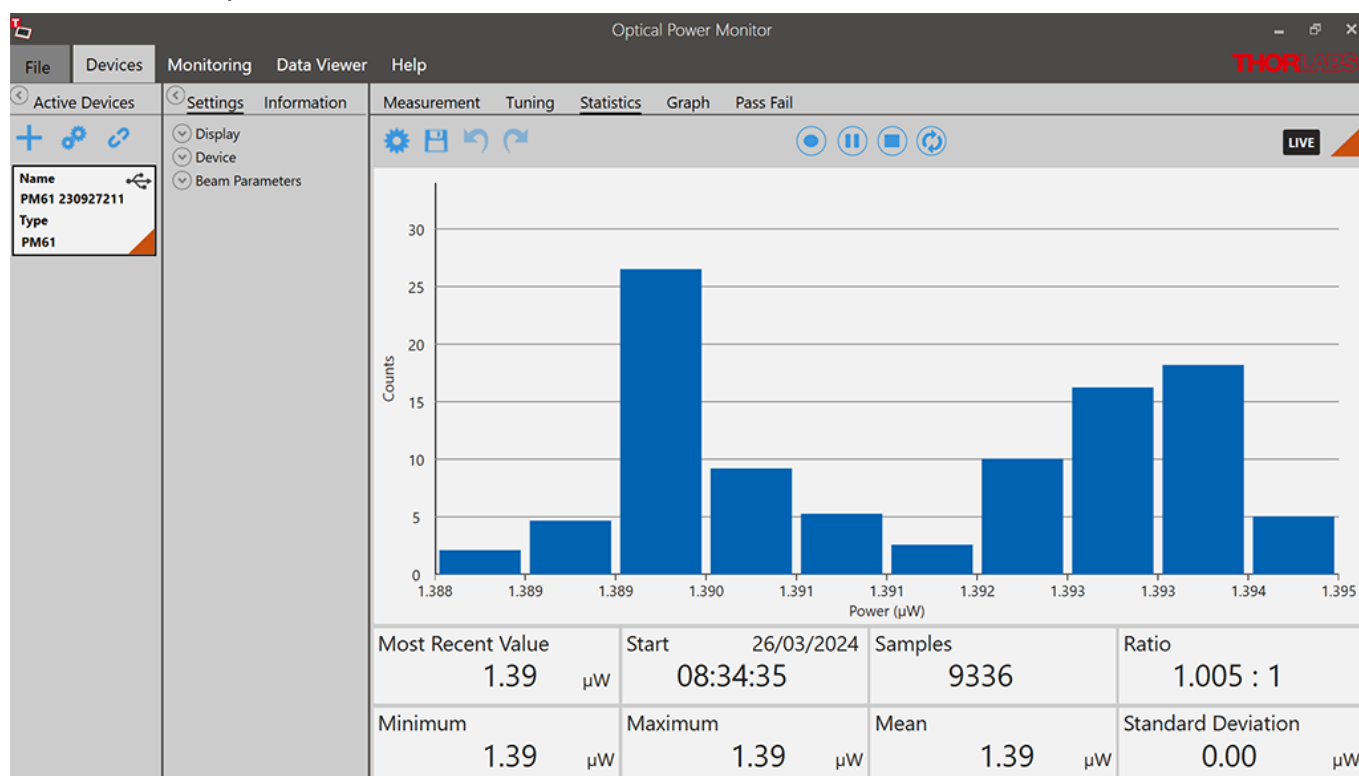 Optical Power Monitor
File Devices Monitoring Data Viewer Help
THORLABS
Active Devices
Settings Information
Measurement Tuning Statistics Graph Pass Fail
Display
Device
Beam Parameters
LIVE
Name
PM61 230927211
Type
PM61
Counts
30
25
20
15
10
5
0
1.388 1.389 1.389 1.390 1.391 1.391 1.392 1.393 1.393 1.394 1.395
Power (µW)
Most Recent Value
1.39 µW
Start 26/03/2024
08:34:35
Samples
9336
Ratio
1.005 : 1
Minimum
1.39 µW
Maximum
1.39 µW
Mean
1.39 µW
Standard Deviation
0.00 µW